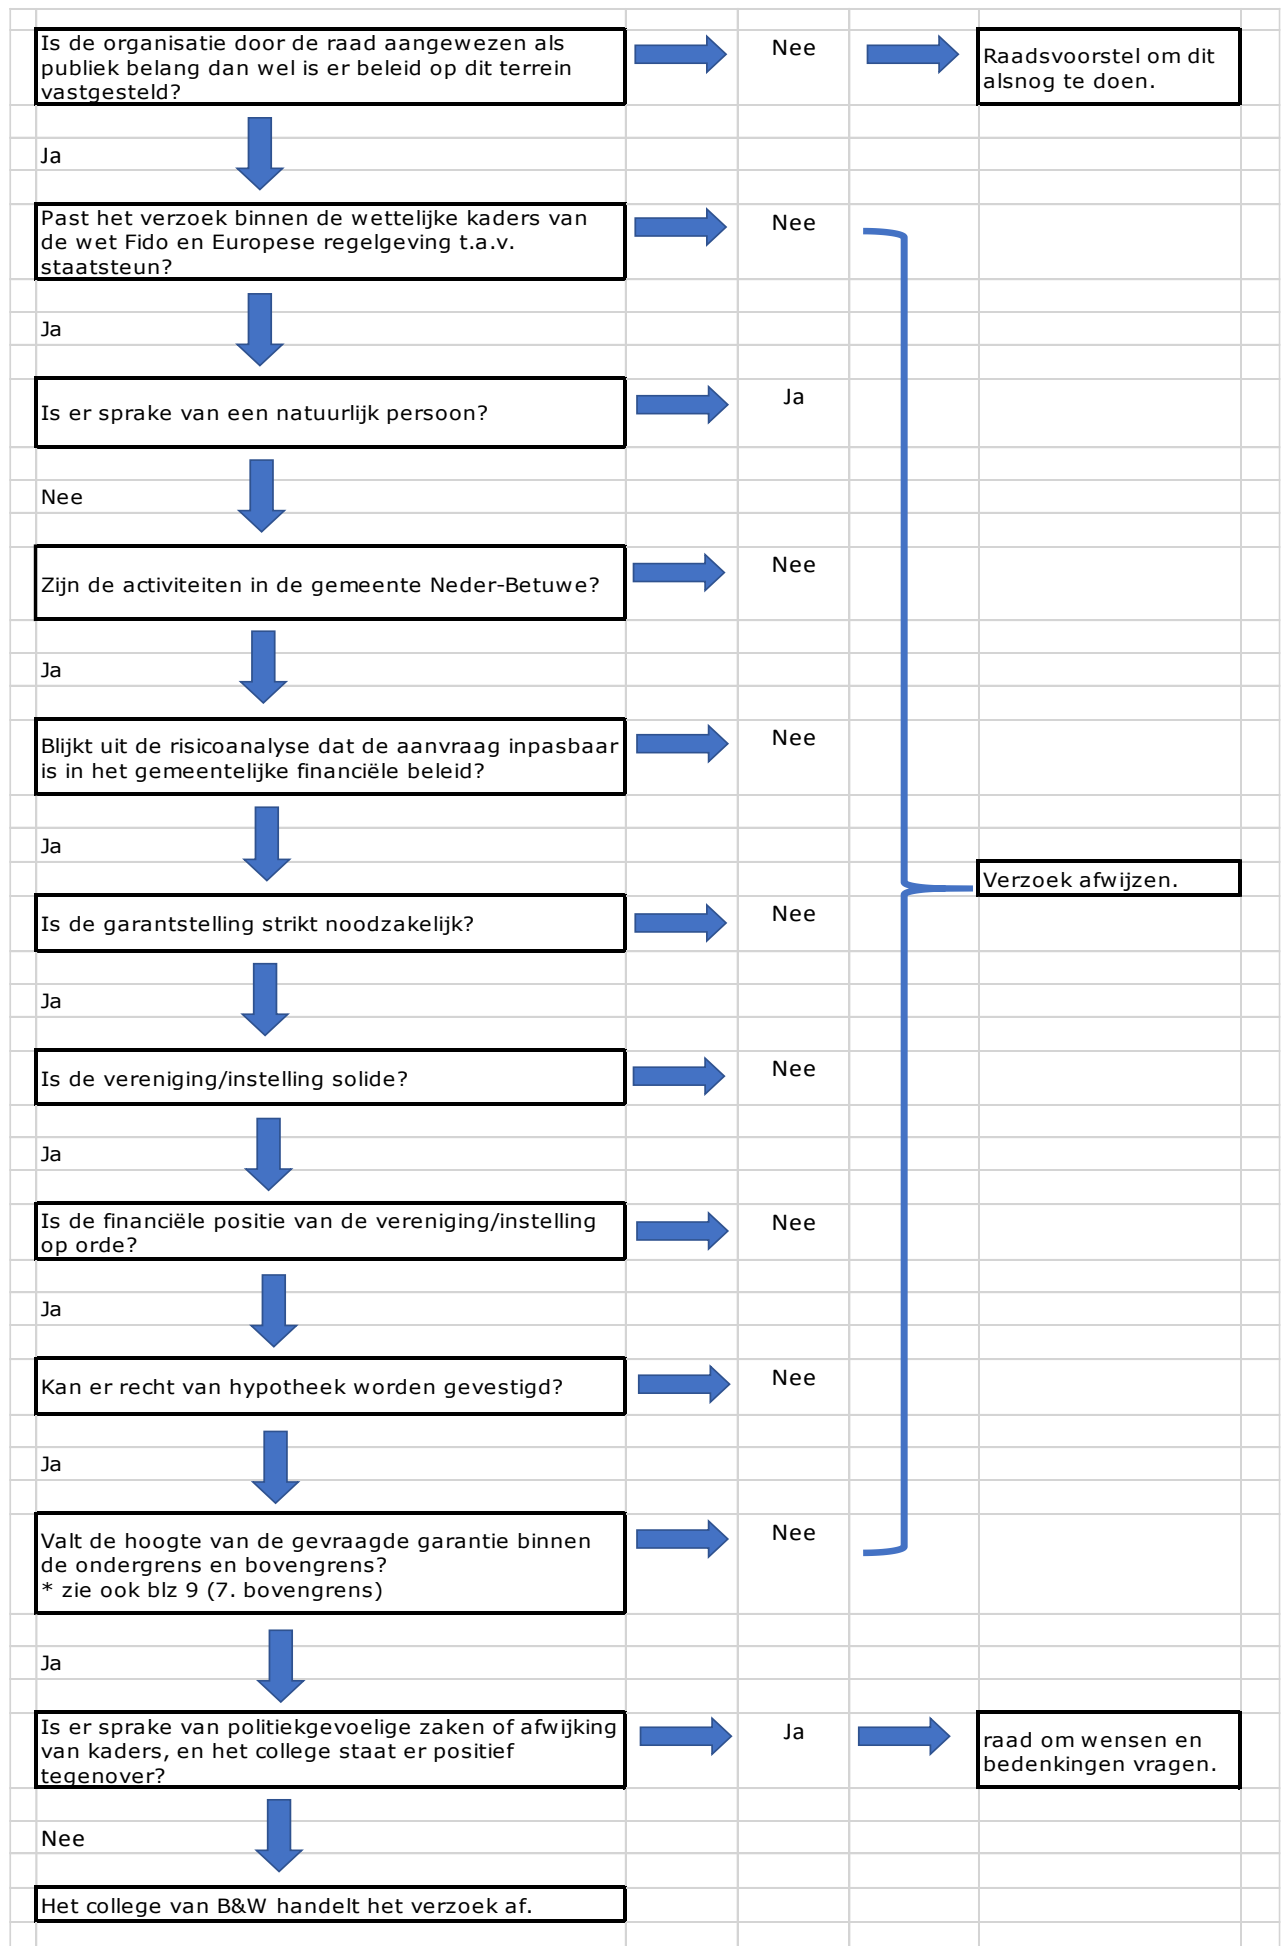 Is de organisatie door de raad aangewezen als
publiek belang dan wel is er beleid op dit terrein
vastgesteld?
Nee
Raadsvoorstel om dit
alsnog te doen.
Ja
Past het verzoek binnen de wettelijke kaders van
de wet Fido en Europese regelgeving t.a.v.
staatsteun?
Nee
Ja
Is er sprake van een natuurlijk persoon?
Ja
Nee
Zijn de activiteiten in de gemeente Neder-Betuwe?
Nee
Ja
Blijkt uit de risicoanalyse dat de aanvraag inpasbaar
is in het gemeentelijke financiële beleid?
Nee
Ja
Verzoek afwijzen.
Is de garantstelling strikt noodzakelijk?
Nee
Ja
Is de vereniging/instelling solide?
Nee
Ja
Is de financiële positie van de vereniging/instelling
op orde?
Nee
Ja
Kan er recht van hypotheek worden gevestigd?
Nee
Ja
Valt de hoogte van de gevraagde garantie binnen
de ondergrens en bovengrens?
* zie ook blz 9 (7. bovengrens)
Nee
Ja
Is er sprake van politiekgevoelige zaken of afwijking
van kaders, en het college staat er positief
tegenover?
Ja
raad om wensen en
bedenkingen vragen.
Nee
Het college van B&W handelt het verzoek af.